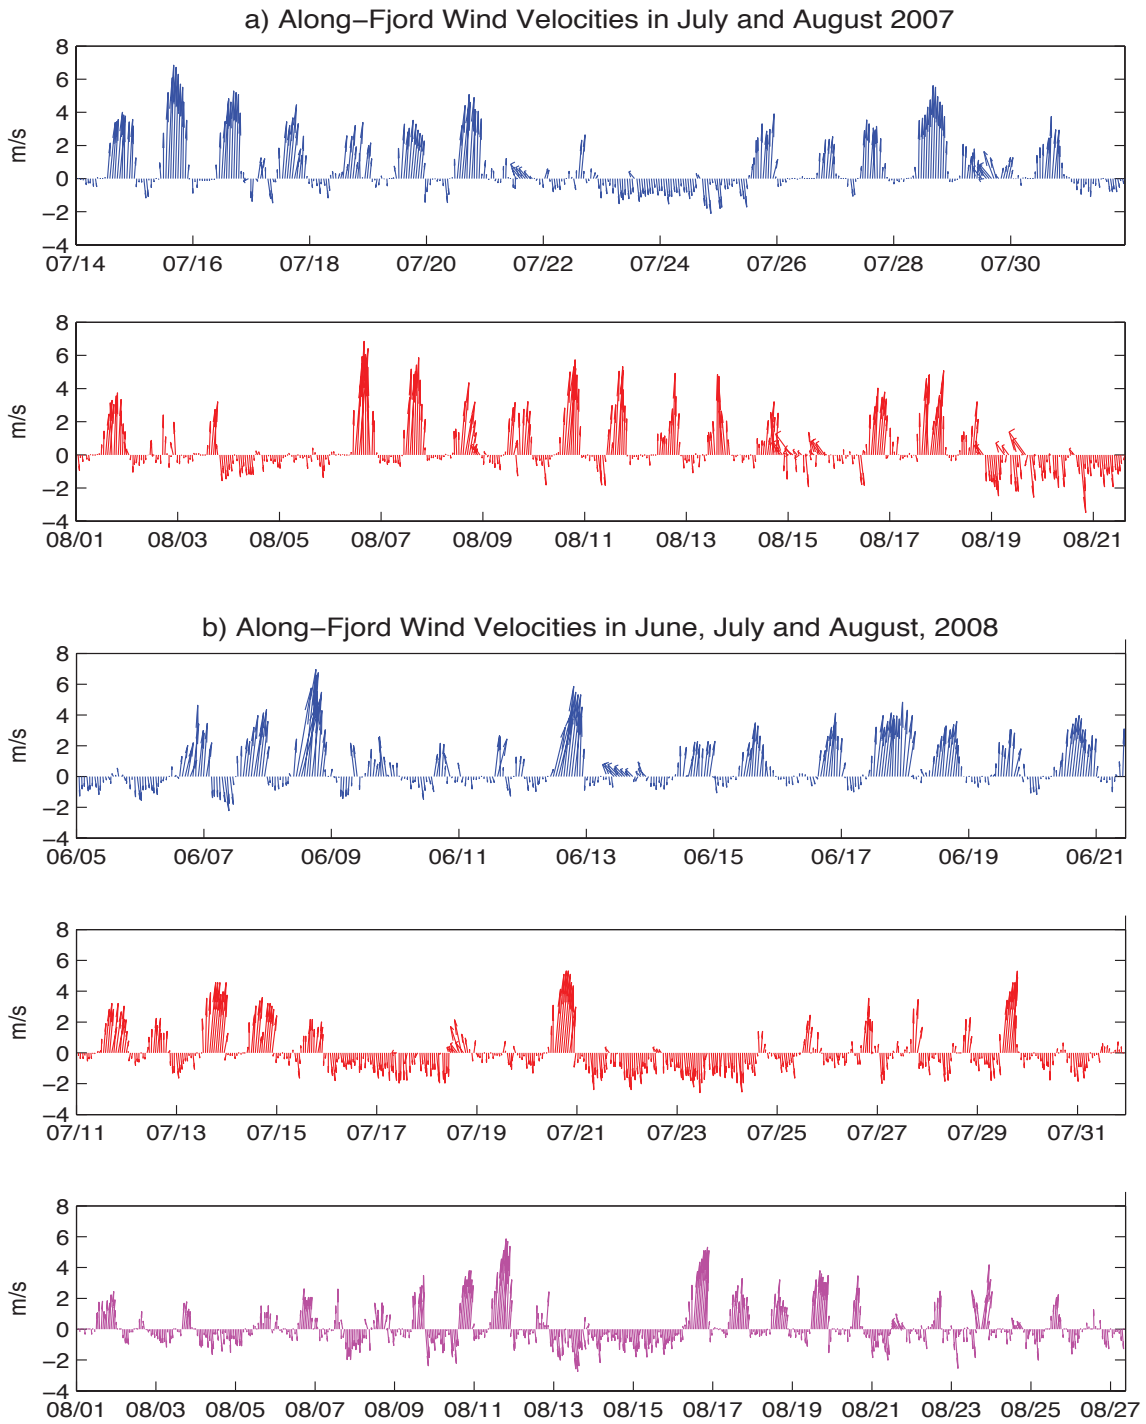 a) Along−Fjord Wind Velocities in July and August 2007
8
6
4
2
0
−2
−4
m/s
07/14 07/16 07/18 07/20 07/22 07/24 07/26 07/28 07/30
8
6
4
2
0
−2
−4
m/s
08/01 08/03 08/05 08/07 08/09 08/11 08/13 08/15 08/17 08/19 08/21
b) Along−Fjord Wind Velocities in June, July and August, 2008
8
6
4
2
0
−2
−4
m/s
06/05 06/07 06/09 06/11 06/13 06/15 06/17 06/19 06/21
8
6
4
2
0
−2
−4
m/s
07/11 07/13 07/15 07/17 07/19 07/21 07/23 07/25 07/27 07/29 07/31
8
6
4
2
0
−2
−4
m/s
08/01 08/03 08/05 08/07 08/09 08/11 08/13 08/15 08/17 08/19 08/21 08/23 08/25 08/27